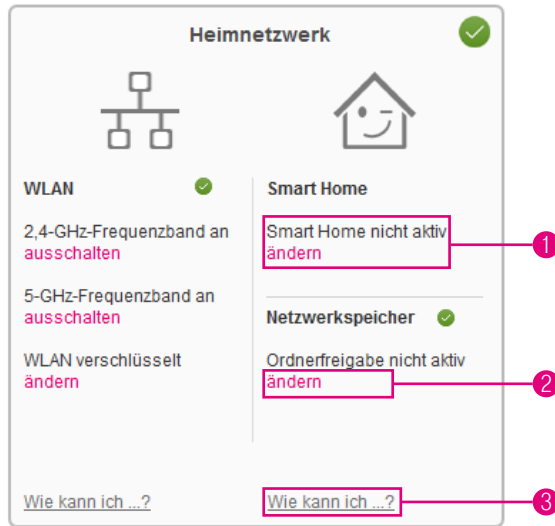 Heimnetzwerk
WLAN
2,4-GHz-Frequenzband an
ausschalten
5-GHz-Frequenzband an
ausschalten
WLAN verschlüsselt
ändern
Wie kann ich ...?
Smart Home
Smart Home nicht aktiv
ändern
1
Netzwerkspeicher
Ordnerfreigabe nicht aktiv
ändern
2
Wie kann ich ...?
3